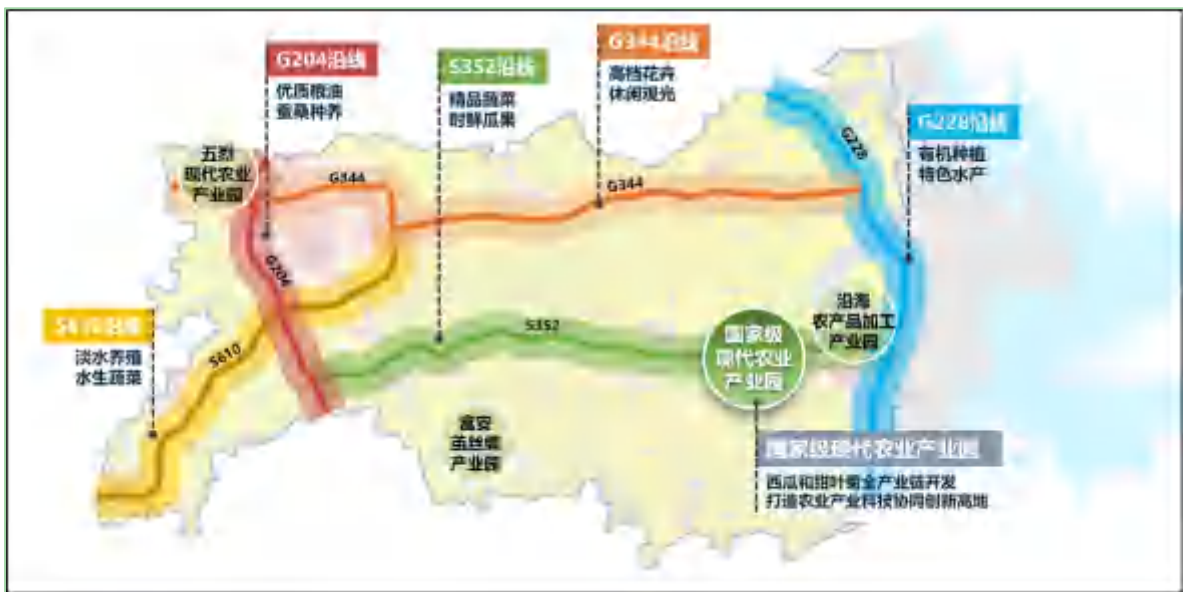 G204沿线
优质粮油
蚕桑种养
S352沿线
精品蔬菜
时鲜瓜果
G344沿线
高档花卉
休闲观光
G228沿线
有机种植
特色水产
S610沿线
淡水养殖
水生蔬菜
五烈
现代农业
产业园
G344
G344
G228
G204
S610
S352
沿海
农产品加工
产业园
国家级
现代农业
产业园
富安
茧丝绸
产业园
国家级现代农业产业园
西瓜和甜叶菊全产业链开发
打造农业产业科技协同创新高地